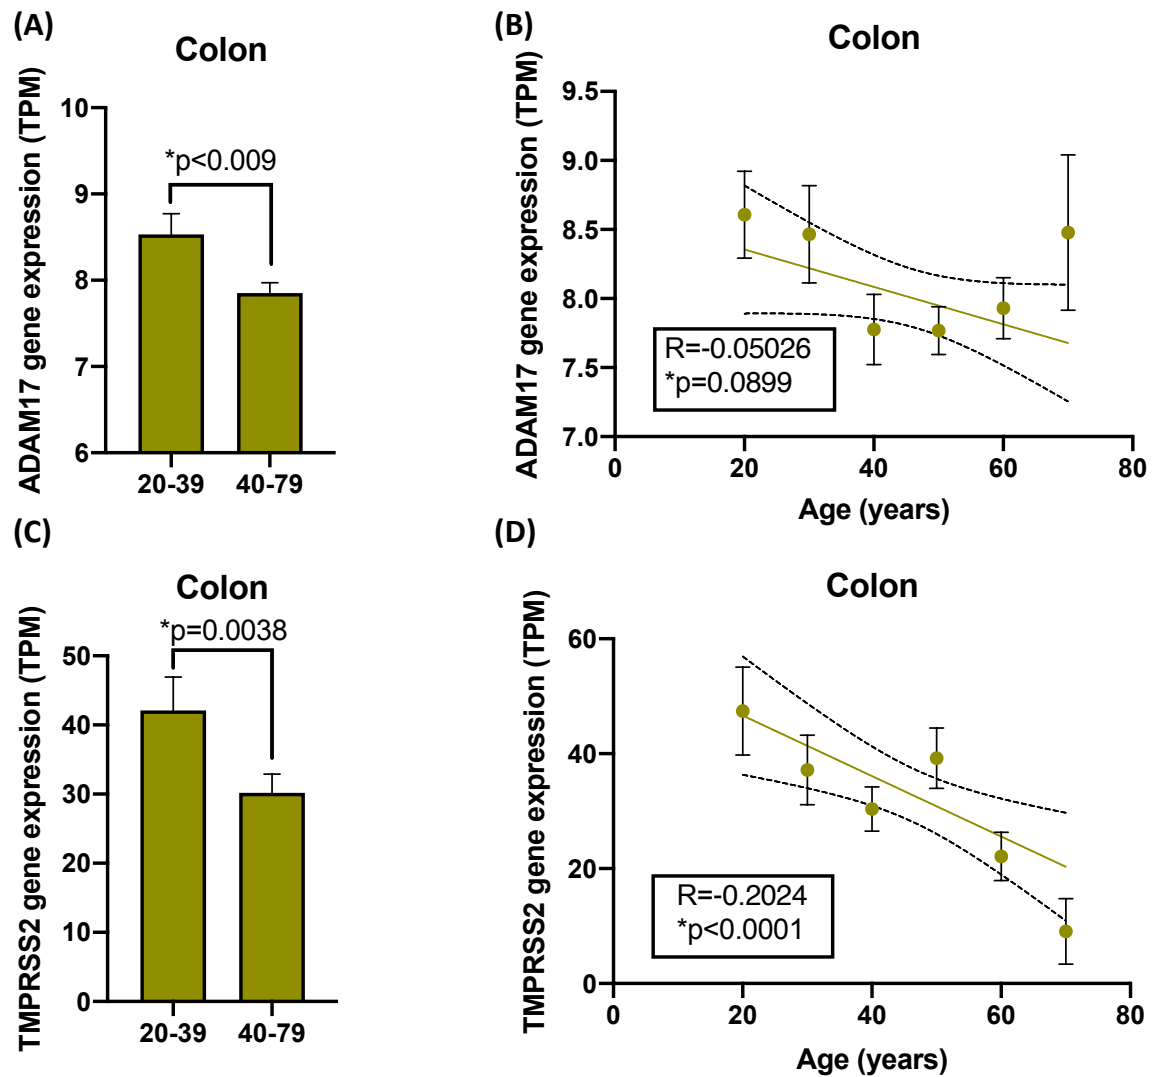 (A)
Colon
ADAM17 gene expression (TPM)
10
9
8
7
6
*p<0.009
20-39
40-79
(B)
Colon
ADAM17 gene expression (TPM)
9.5
9.0
8.5
8.0
7.5
7.0
R=-0.05026
*p=0.0899
0
20
40
60
80
Age (years)
(C)
Colon
TMPRSS2 gene expression (TPM)
50
40
30
20
10
0
*p=0.0038
20-39
40-79
(D)
Colon
TMPRSS2 gene expression (TPM)
60
40
20
0
R=-0.2024
*p<0.0001
0
20
40
60
80
Age (years)